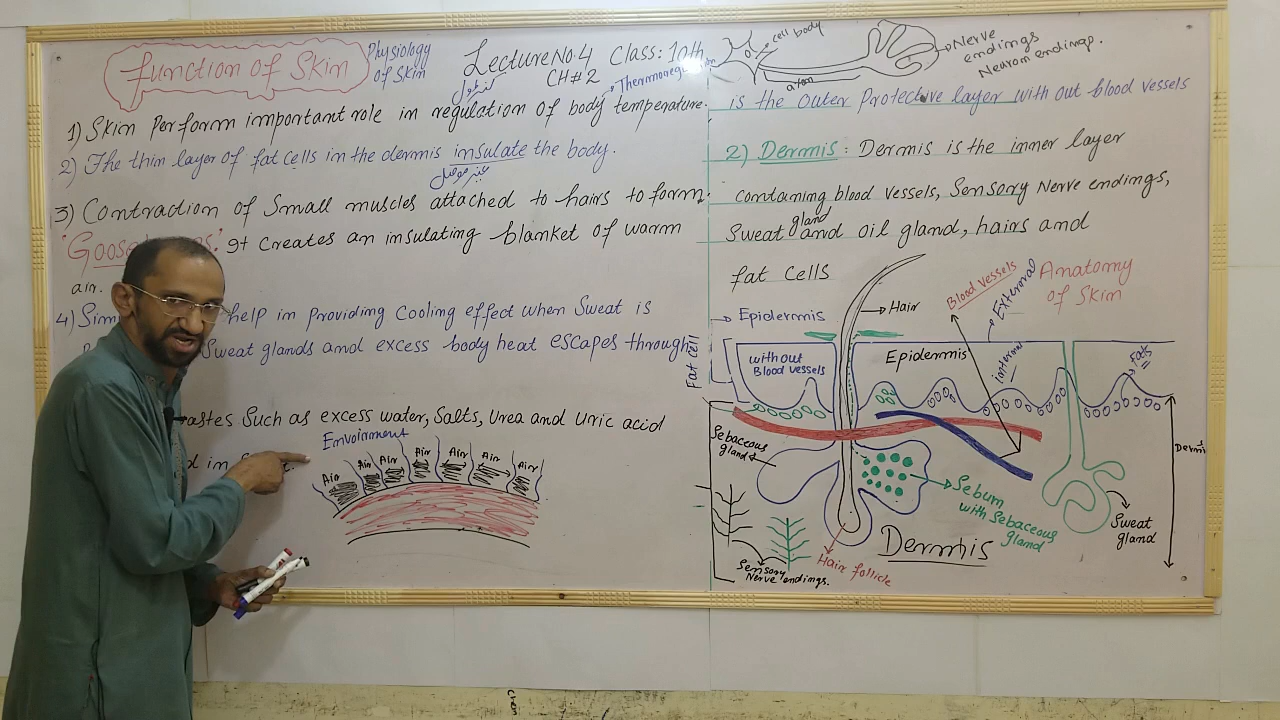 Function of Skin
Physiology
of Skin
Lecture No.4 Class: 10th
CH#2
Thermoregulation
کنٹرول
1) Skin Perform important role in regulation of body temperature.
2) The thin layer of fat cells in the dermis insulate the body.
غیر موصل
3) Contraction of Small muscles attached to hairs to form
It creates an insulating blanket of warm
air.
4) help in Providing Cooling effect when Sweat is
Sweat glands and excess body heat escapes through
Such as excess water, Salts, Urea and Uric acid
Air Air Air Air Air Air Air
cell body
axon
Nerve
endings
is the Outer Protective layer with out blood vessels
2) Dermis: Dermis is the inner layer
containing blood vessels, Sensory Nerve endings,
gland
Sweat and oil gland, hairs and
fat cells
Anatomy
of Skin
Blood Vessels
External
Hair
Epidermis
Fat cell
without
Blood vessels
Epidermis
internal
Fats
Sebaceous
gland
Sebum
with Sebaceous
gland
Sweat
gland
Dermis
Hair follicle
Sensory
Nerve endings.